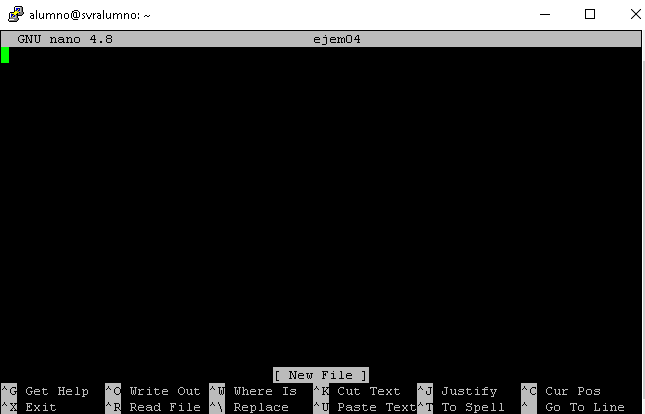 alumno@svralumno: ~
GNU nano 4.8 ejem04
[ New File ]
^G Get Help ^O Write Out ^W Where Is ^K Cut Text ^J Justify ^C Cur Pos
^X Exit ^R Read File ^\ Replace ^U Paste Text ^T To Spell ^_ Go To Line